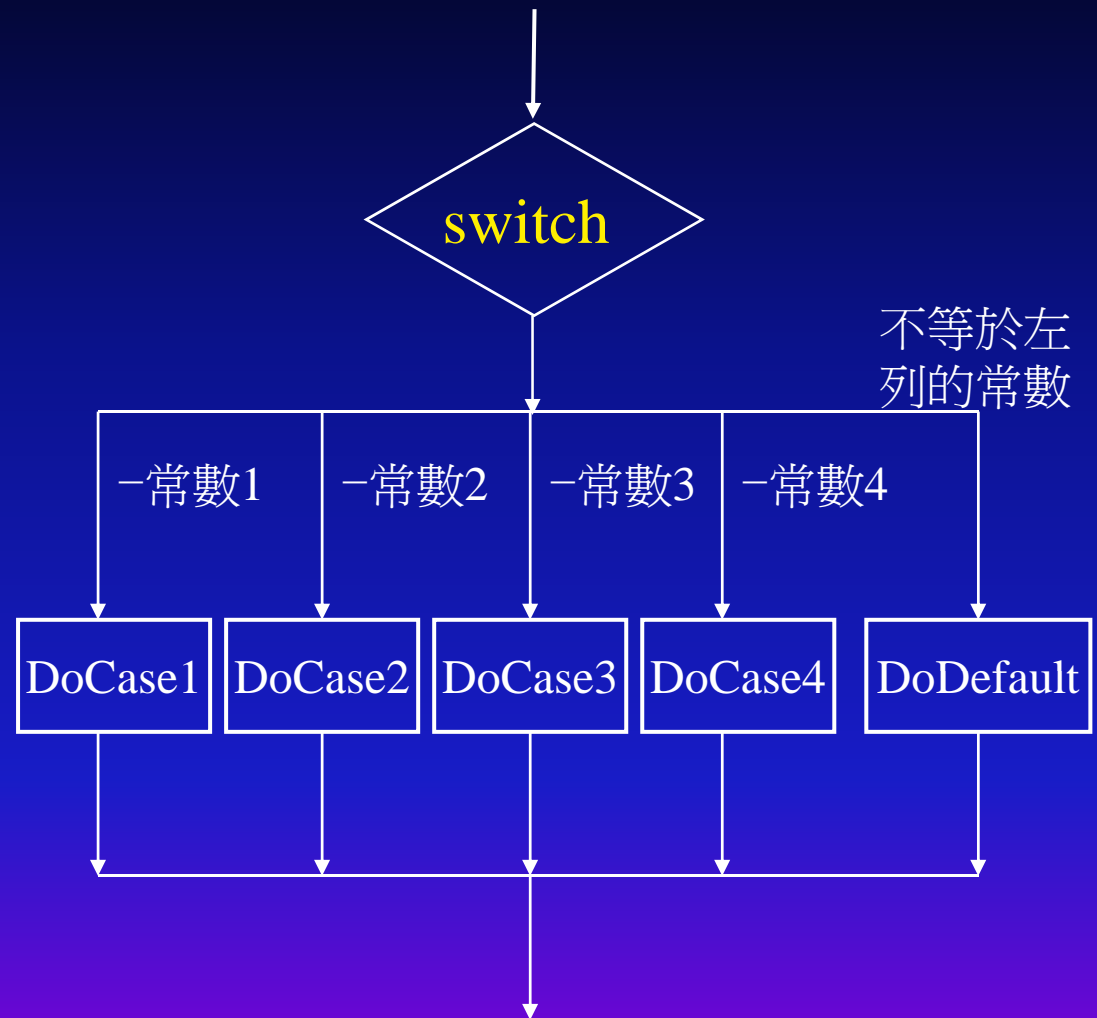 switch
不等於左
列的常數
–常數1
–常數2
–常數3
–常數4
DoCase1
DoCase2
DoCase3
DoCase4
DoDefault